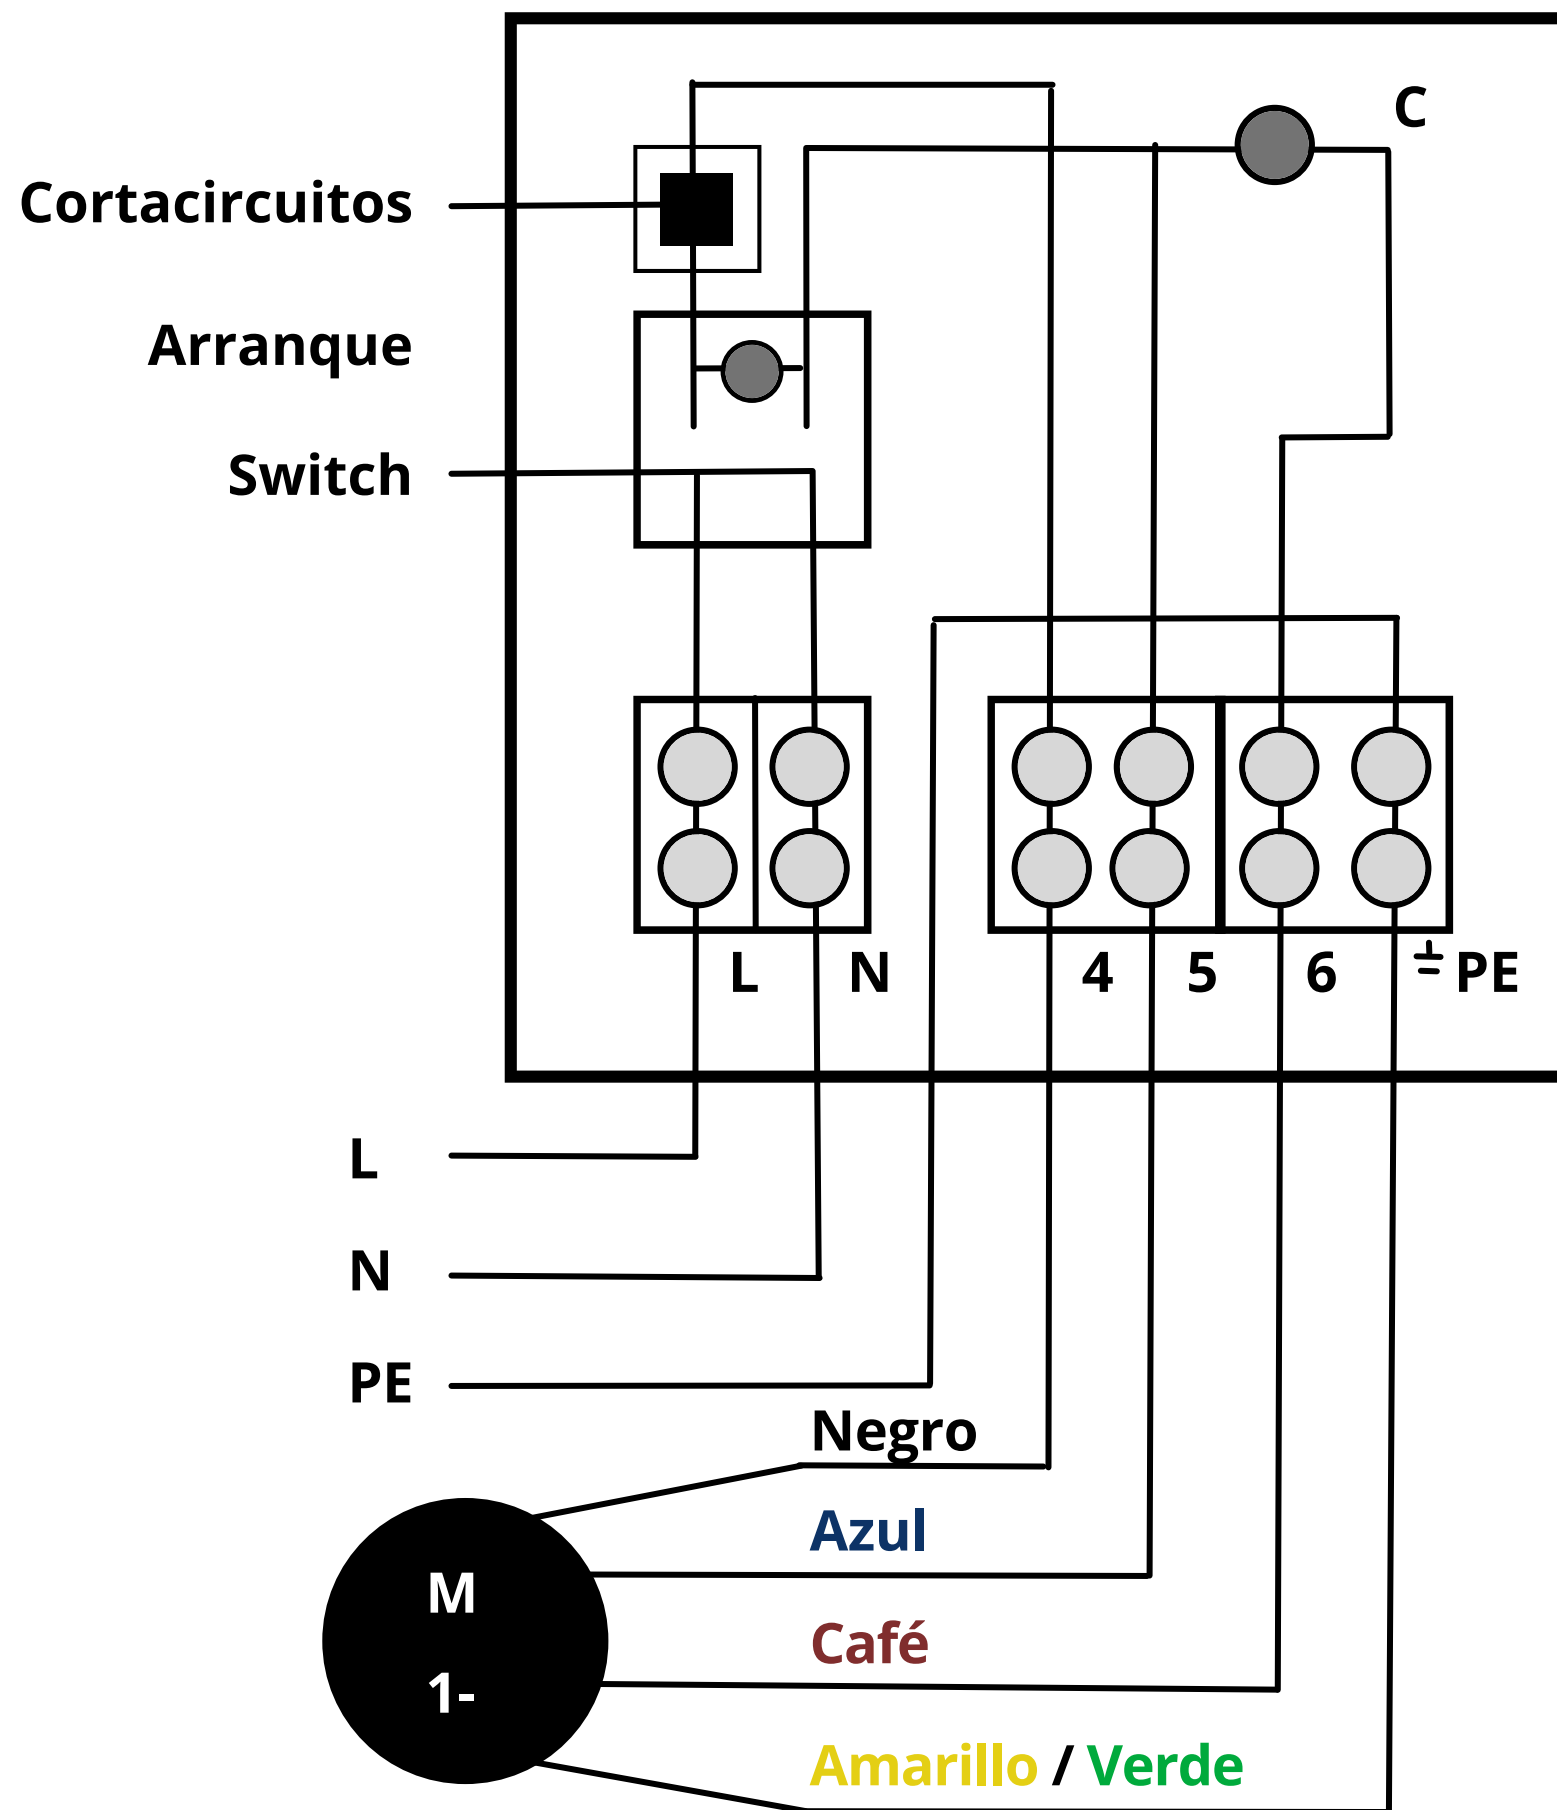 C
Cortacircuitos
Arranque
Switch
L N 4 5 6 PE
L
N
PE
Negro
Azul
M
Café
1-
Amarillo / Verde